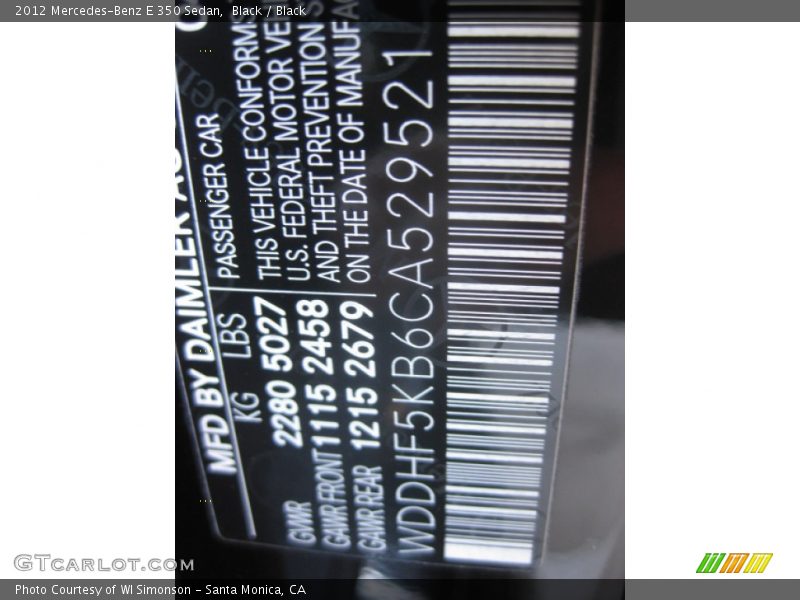 2012 Mercedes-Benz E 350 Sedan, Black / Black
MFD BY DAIMLER AG
KG LBS PASSENGER CAR
GVWR 2280 5027 THIS VEHICLE CONFORMS
GAWR FRONT 1115 2458 U.S. FEDERAL MOTOR VEH
GAWR REAR 1215 2679 AND THEFT PREVENTION S
ON THE DATE OF MANUFA
WDDHF5KB6CA529521
GTCARLOT.COM
Photo Courtesy of WI Simonson - Santa Monica, CA